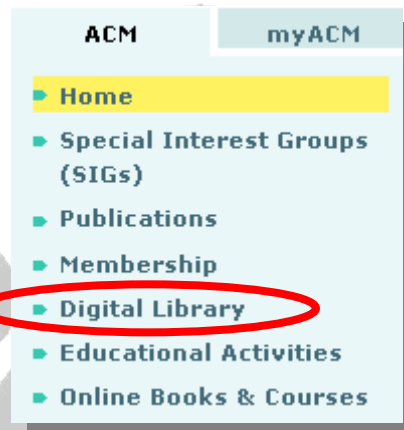 ACM myACM
Home
Special Interest Groups
(SIGs)
Publications
Membership
Digital Library
Educational Activities
Online Books & Courses